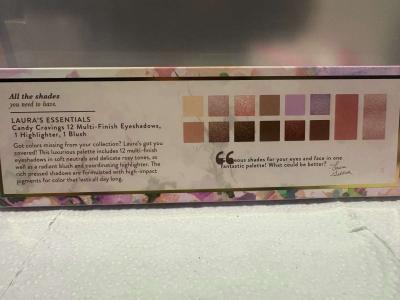 All the shades
you need to have.
LAURA'S ESSENTIALS
Candy Cravings 12 Multi-Finish Eyeshadows,
1 Highlighter, 1 Blush
Got colors missing from your collection? Laura's got you
covered! This luxurious palette includes 12 multi-finish
eyeshadows in soft neutrals and delicate rosy tones, as
well as a radiant blush and coordinating highlighter. The
rich pressed shades are formulated with high-impact
pigments for color that lasts all day long.
eous shades for your eyes and face in one
fantastic palette! What could be better?
Laura
Geller